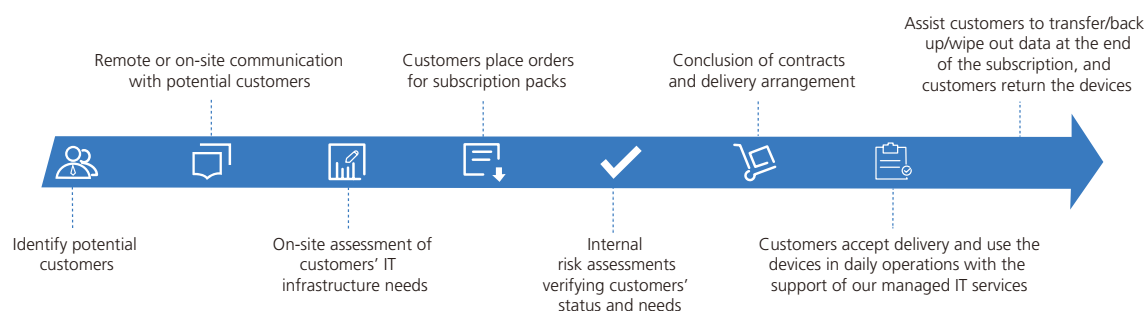 Identify potential
customers
Remote or on-site communication
with potential customers
On-site assessment of
customers' IT
infrastructure needs
Customers place orders
for subscription packs
Internal
risk assessments
verifying customers'
status and needs
Conclusion of contracts
and delivery arrangement
Customers accept delivery and use the
devices in daily operations with the
support of our managed IT services
Assist customers to transfer/back
up/wipe out data at the end
of the subscription, and
customers return the devices